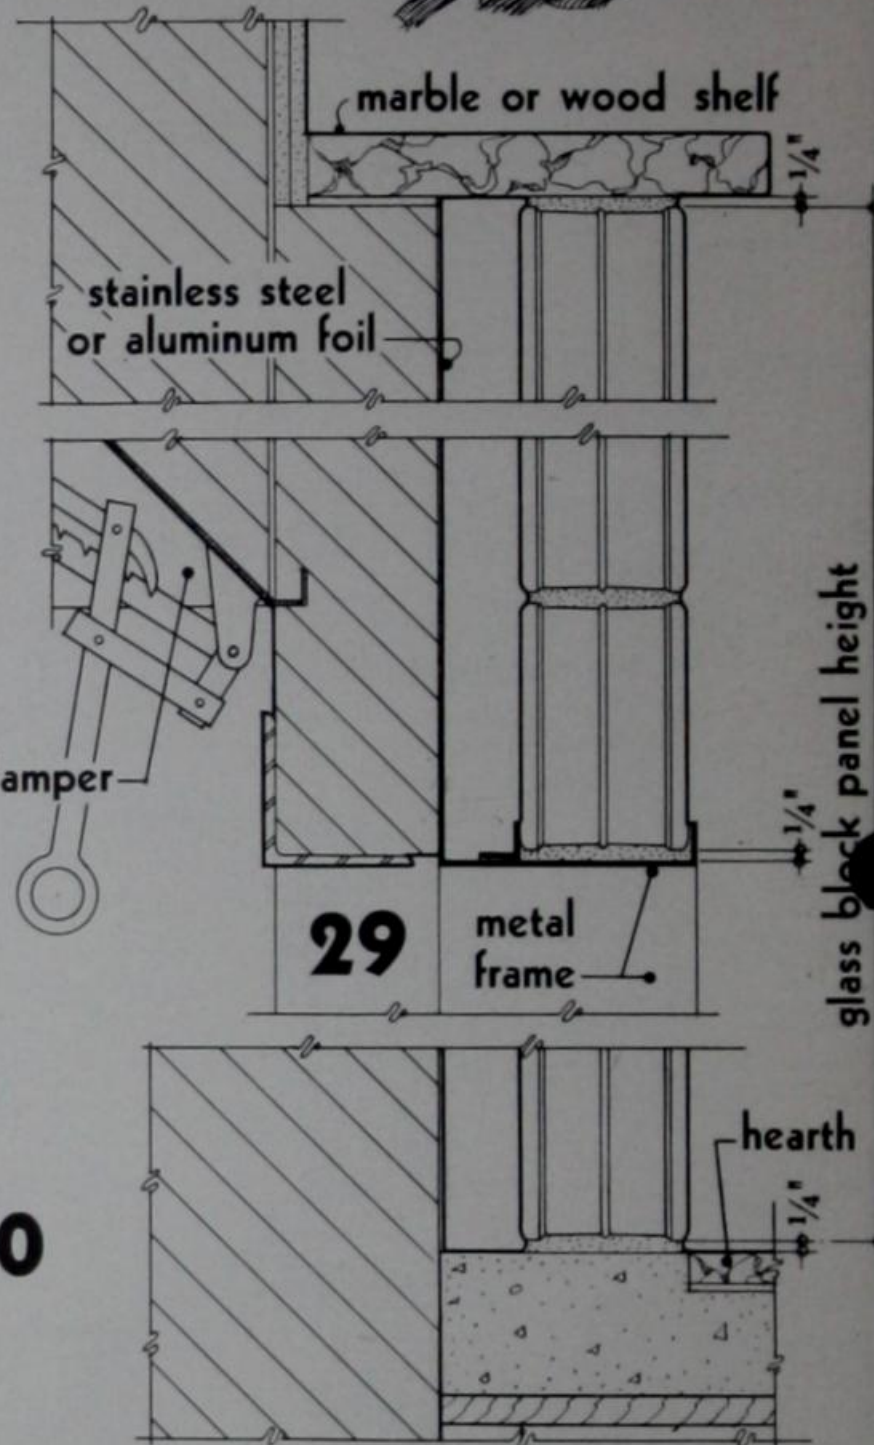 marble or wood shelf
1/4"
stainless steel
or aluminum foil
glass block panel height
amper
1/4"
29
metal
frame
hearth
1/4"
0